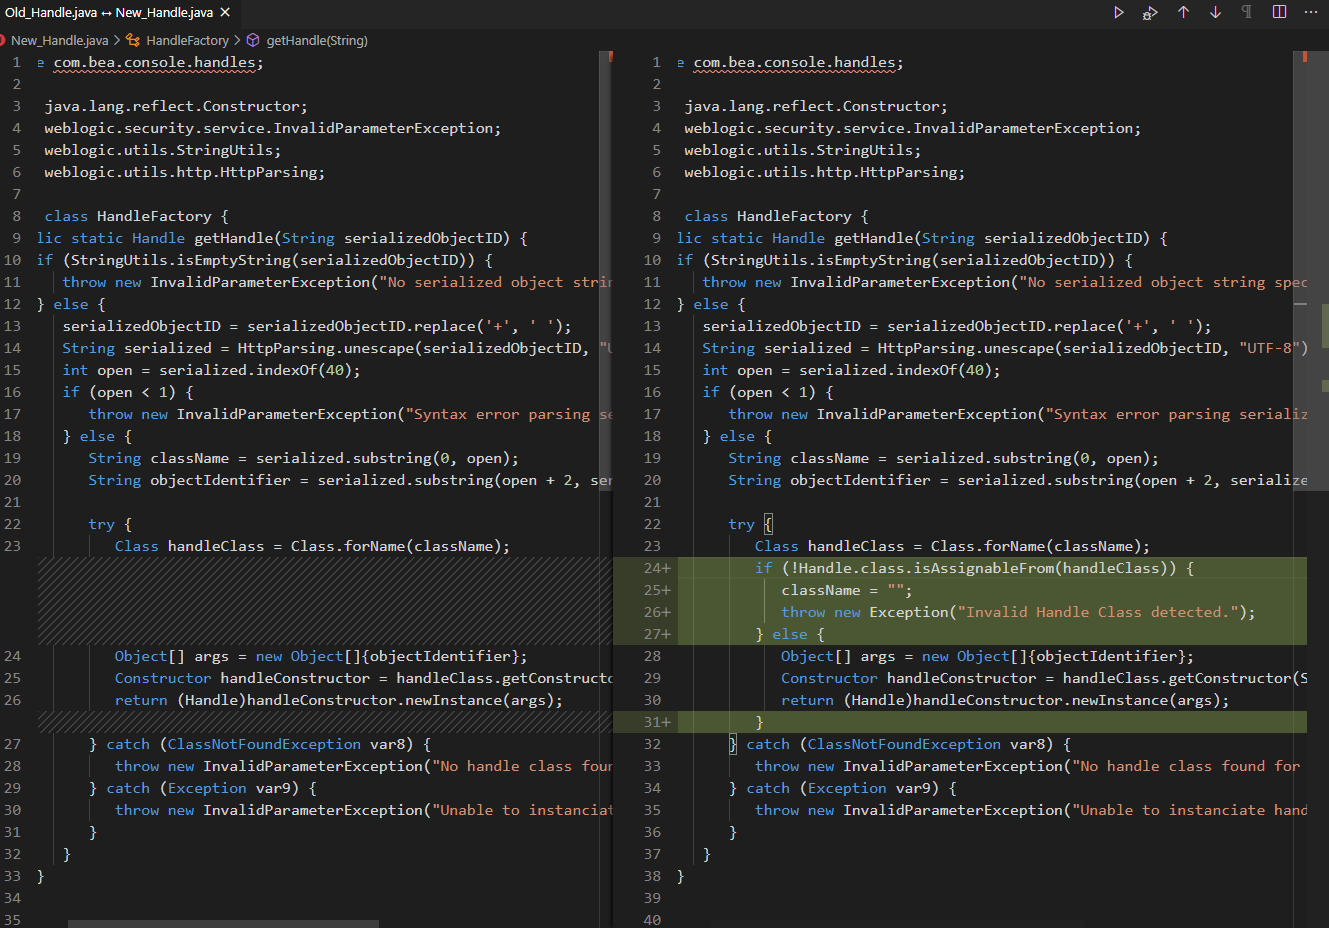 Old_Handle.java ↔ New_Handle.java ×
New_Handle.java > HandleFactory > getHandle(String)
1 e com.bea.console.handles;
2
3 java.lang.reflect.Constructor;
4 weblogic.security.service.InvalidParameterException;
5 weblogic.utils.StringUtils;
6 weblogic.utils.http.HttpParsing;
7
8 class HandleFactory {
9 lic static Handle getHandle(String serializedObjectID) {
10 if (StringUtils.isEmptyString(serializedObjectID)) {
11 throw new InvalidParameterException("No serialized object strin
12 } else {
13 serializedObjectID = serializedObjectID.replace('+', ' ');
14 String serialized = HttpParsing.unescape(serializedObjectID, "U
15 int open = serialized.indexOf(40);
16 if (open < 1) {
17 throw new InvalidParameterException("Syntax error parsing se
18 } else {
19 String className = serialized.substring(0, open);
20 String objectIdentifier = serialized.substring(open + 2, ser
21
22 try {
23 Class handleClass = Class.forName(className);
24 Object[] args = new Object[]{objectIdentifier};
25 Constructor handleConstructor = handleClass.getConstructo
26 return (Handle)handleConstructor.newInstance(args);
27 } catch (ClassNotFoundException var8) {
28 throw new InvalidParameterException("No handle class foun
29 } catch (Exception var9) {
30 throw new InvalidParameterException("Unable to instanciat
31 }
32 }
33 }
34
35
1 e com.bea.console.handles;
2
3 java.lang.reflect.Constructor;
4 weblogic.security.service.InvalidParameterException;
5 weblogic.utils.StringUtils;
6 weblogic.utils.http.HttpParsing;
7
8 class HandleFactory {
9 lic static Handle getHandle(String serializedObjectID) {
10 if (StringUtils.isEmptyString(serializedObjectID)) {
11 throw new InvalidParameterException("No serialized object string spec
12 } else {
13 serializedObjectID = serializedObjectID.replace('+', ' ');
14 String serialized = HttpParsing.unescape(serializedObjectID, "UTF-8")
15 int open = serialized.indexOf(40);
16 if (open < 1) {
17 throw new InvalidParameterException("Syntax error parsing serializ
18 } else {
19 String className = serialized.substring(0, open);
20 String objectIdentifier = serialized.substring(open + 2, serialize
21
22 try {
23 Class handleClass = Class.forName(className);
24+ if (!Handle.class.isAssignableFrom(handleClass)) {
25+ className = "";
26+ throw new Exception("Invalid Handle Class detected.");
27+ } else {
28 Object[] args = new Object[]{objectIdentifier};
29 Constructor handleConstructor = handleClass.getConstructor(S
30 return (Handle)handleConstructor.newInstance(args);
31+ }
32 } catch (ClassNotFoundException var8) {
33 throw new InvalidParameterException("No handle class found for
34 } catch (Exception var9) {
35 throw new InvalidParameterException("Unable to instanciate hand
36 }
37 }
38 }
39
40